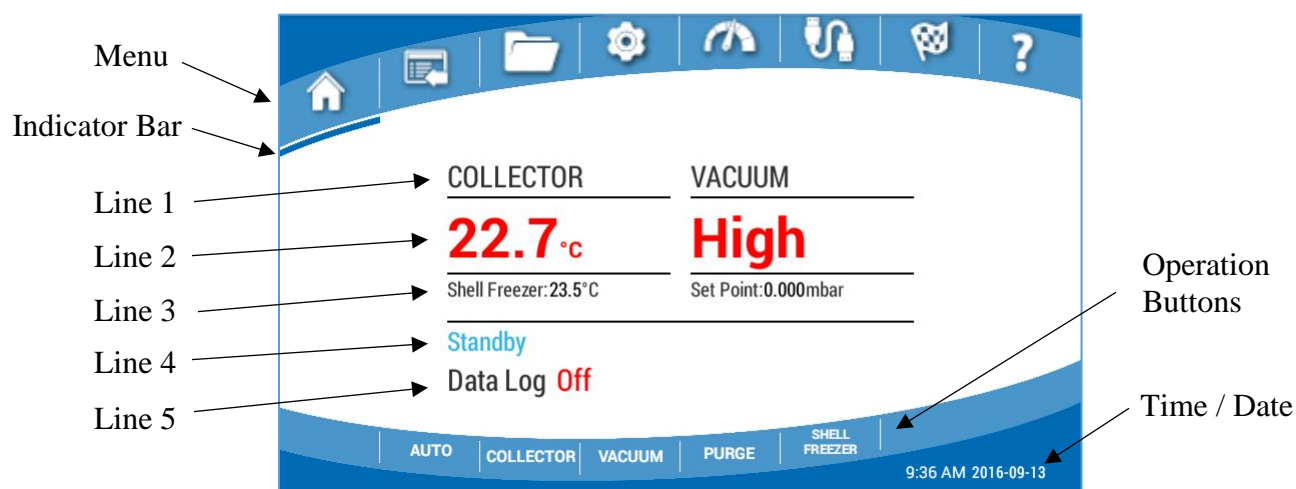 Menu
Indicator Bar
Line 1
Line 2
Line 3
Line 4
Line 5
?
COLLECTOR VACUUM
22.7°C High
Shell Freezer:23.5°C Set Point:0.000mbar
Standby
Data Log Off
AUTO COLLECTOR VACUUM PURGE SHELL FREEZER
9:36 AM 2016-09-13
Operation
Buttons
Time / Date